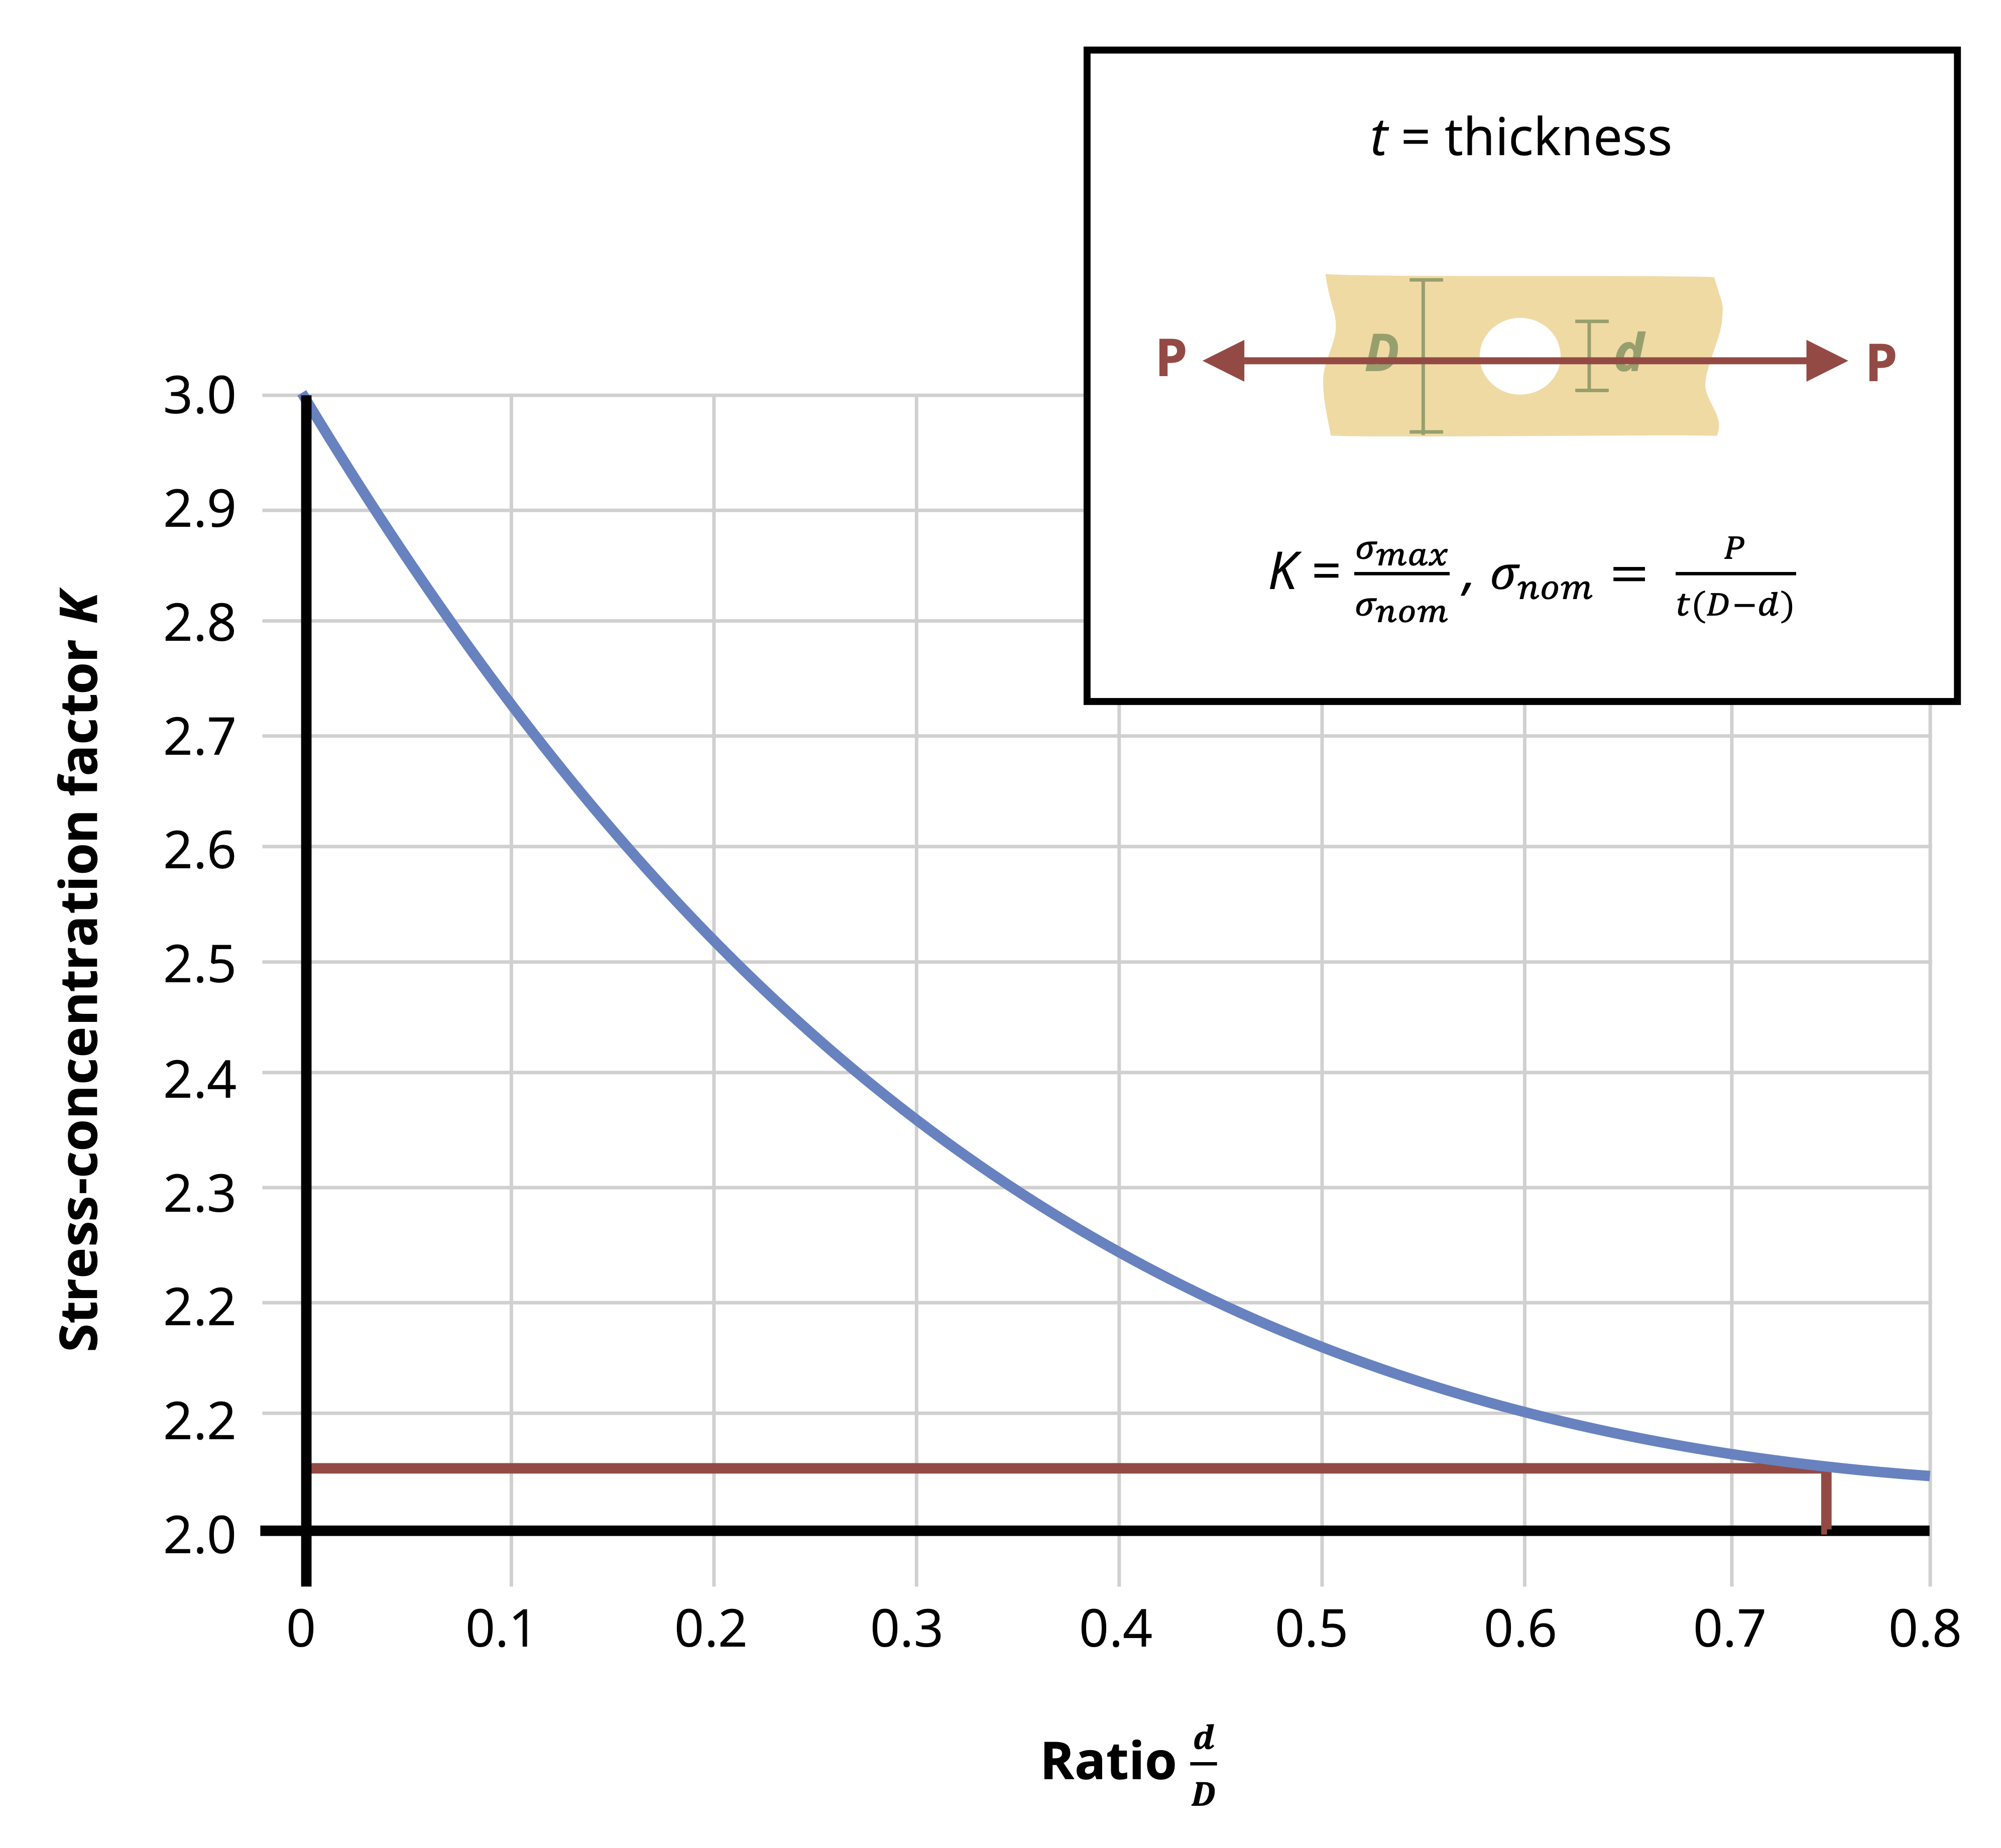 t = thickness
P D d P
K = σmax/σnom, σnom = P/t(D−d)
Stress-concentration factor K
3.0
2.9
2.8
2.7
2.6
2.5
2.4
2.3
2.2
2.2
2.0
0 0.1 0.2 0.3 0.4 0.5 0.6 0.7 0.8
Ratio d/D